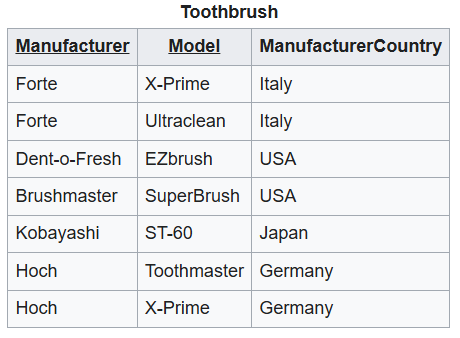 Toothbrush
Manufacturer Model ManufacturerCountry
Forte X-Prime Italy
Forte Ultraclean Italy
Dent-o-Fresh EZbrush USA
Brushmaster SuperBrush USA
Kobayashi ST-60 Japan
Hoch Toothmaster Germany
Hoch X-Prime Germany